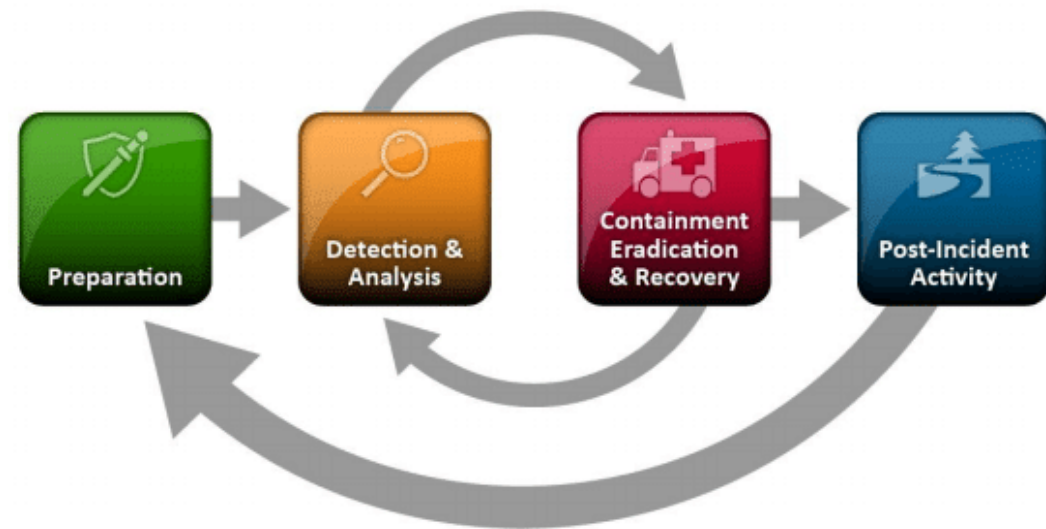 Preparation
Detection &
Analysis
Containment
Eradication
& Recovery
Post-Incident
Activity